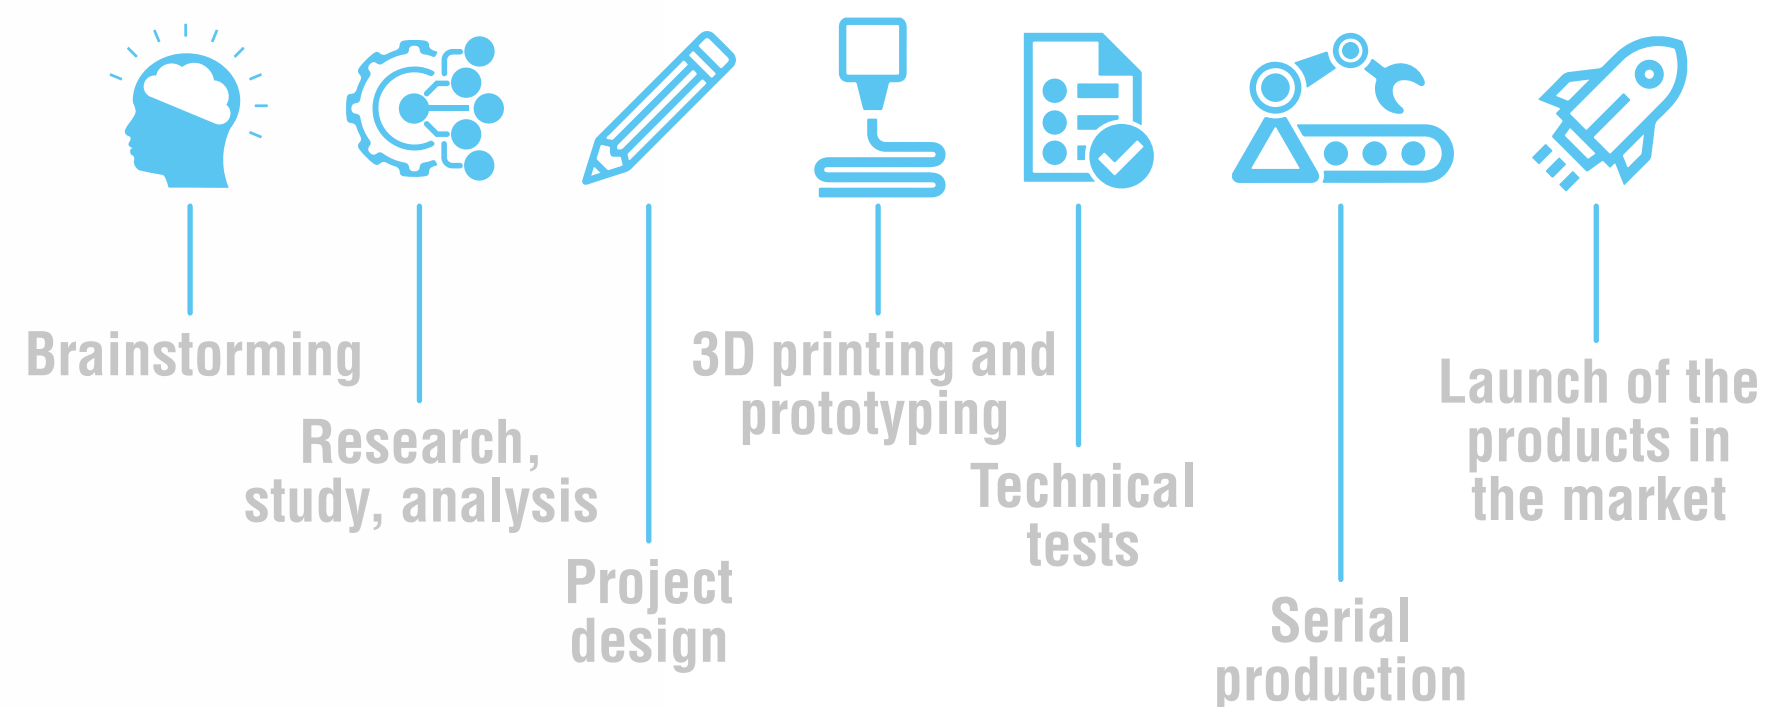 Brainstorming
Research,
study, analysis
Project
design
3D printing and
prototyping
Technical
tests
Serial
production
Launch of the
products in
the market